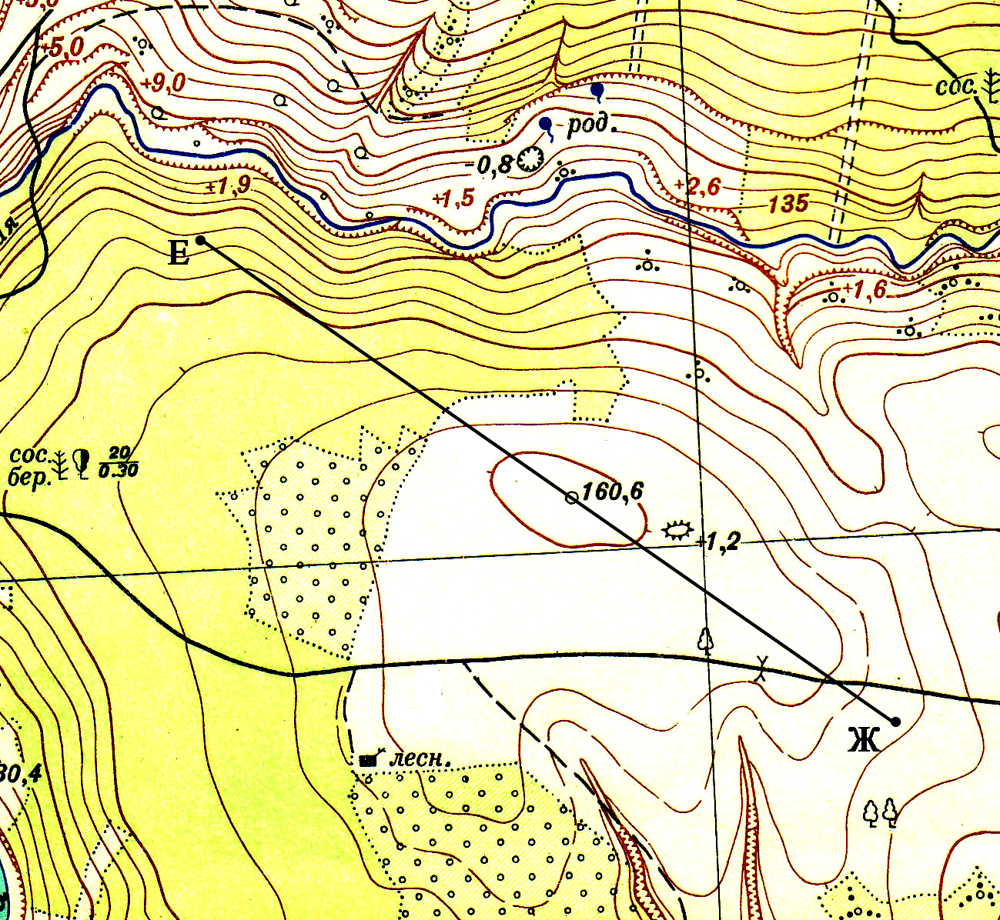 +5,0
+9,0
сос.
род.
-0,8
±1,9
+1,5
+2,6
135
Е
+1,6
сос.
бер.
20
0.30
160,6
+1,2
Ж
лесн.
30,4